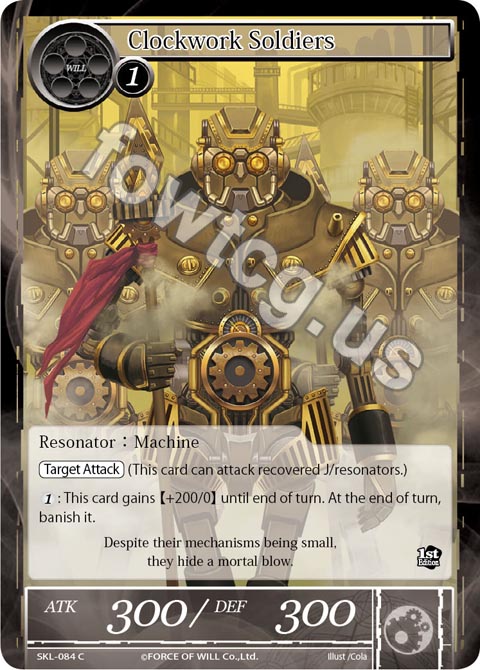 Clockwork Soldiers
WILL
1
fowtcg.us
Resonator : Machine
Target Attack (This card can attack recovered J/resonators.)
1 : This card gains 【+200/0】 until end of turn. At the end of turn,
banish it.
Despite their mechanisms being small,
they hide a mortal blow.
1st
Edition
ATK 300/ DEF 300
SKL-084 C ©FORCE OF WILL Co.,Ltd. Illust /Cola